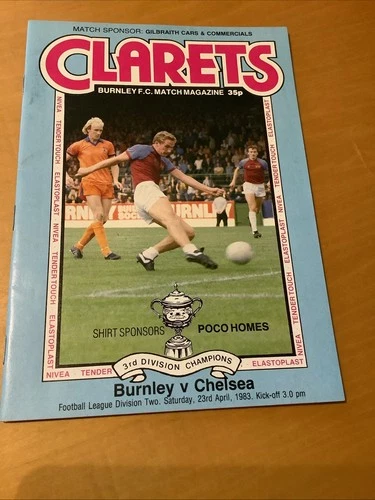 MATCH SPONSOR: GILBRAITH CARS & COMMERCIALS
CLARETS
BURNLEY F.C. MATCH MAGAZINE 35p
NIVEA TENDER TOUCH ELASTOPLAST NIVEA TENDER TOUCH ELASTOPLAST
ELASTOPLAST TENDER TOUCH NIVEA ELASTOPLAST TENDER TOUCH NIVEA
URNL
SHIRT SPONSORS POCO HOMES
3rd DIVISION CHAMPIONS
NIVEA TENDER ELASTOPLAST
Burnley v Chelsea
Football League Division Two. Saturday, 23rd April, 1983. Kick-off 3.0 pm